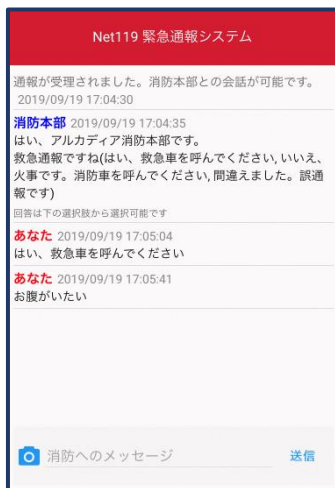 Net119 緊急通報システム
通報が受理されました。消防本部との会話が可能です。
2019/09/19 17:04:30
消防本部 2019/09/19 17:04:35
はい、アルカディア消防本部です。
救急通報ですね(はい、救急車を呼んでください, いいえ、
火事です。消防車を呼んでください, 間違えました。誤通
報です)
回答は下の選択肢から選択可能です
あなた 2019/09/19 17:05:04
はい、救急車を呼んでください
あなた 2019/09/19 17:05:41
お腹がいたい
消防へのメッセージ 送信